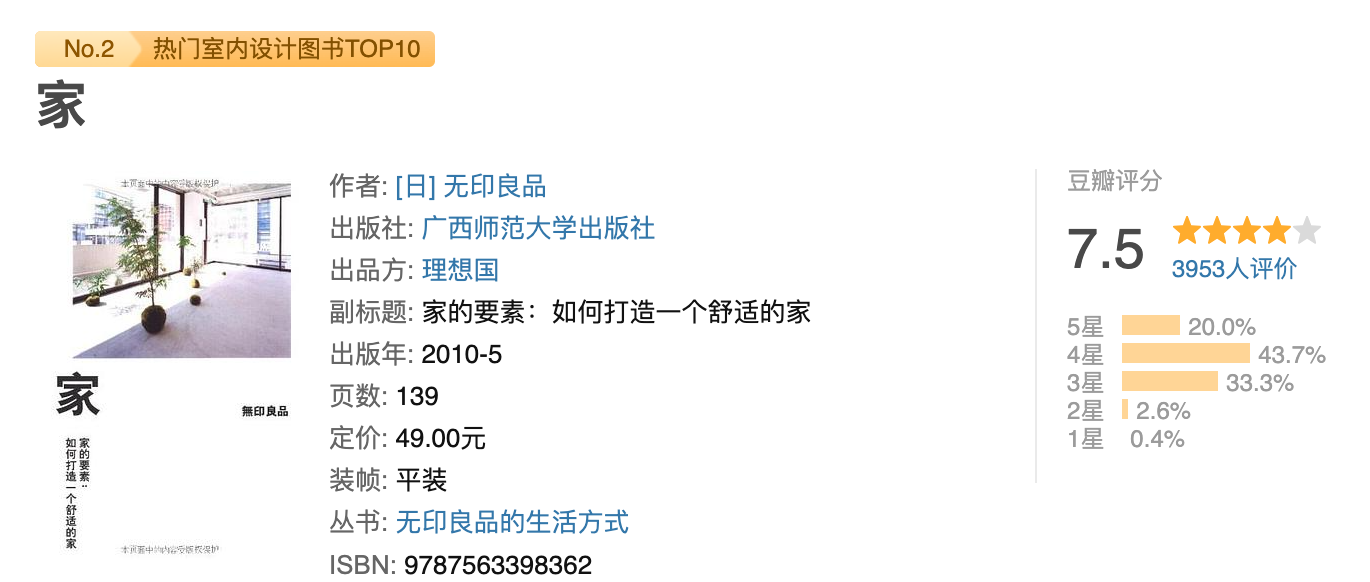 No.2 热门室内设计图书TOP10
家
本页面中的内容受版权保护
家
無印良品
家的要素：
如何打造一个舒适的家
本页面中的内容受版权保护
作者: [日] 无印良品
出版社: 广西师范大学出版社
出品方: 理想国
副标题: 家的要素：如何打造一个舒适的家
出版年: 2010-5
页数: 139
定价: 49.00元
装帧: 平装
丛书: 无印良品的生活方式
ISBN: 9787563398362
豆瓣评分
7.5
3953人评价
5星 20.0%
4星 43.7%
3星 33.3%
2星 2.6%
1星 0.4%